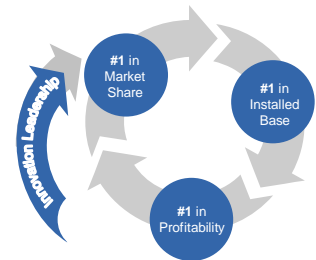 #1 in
Market
Share
#1 in
Installed
Base
#1 in
Profitability
Innovation Leadership